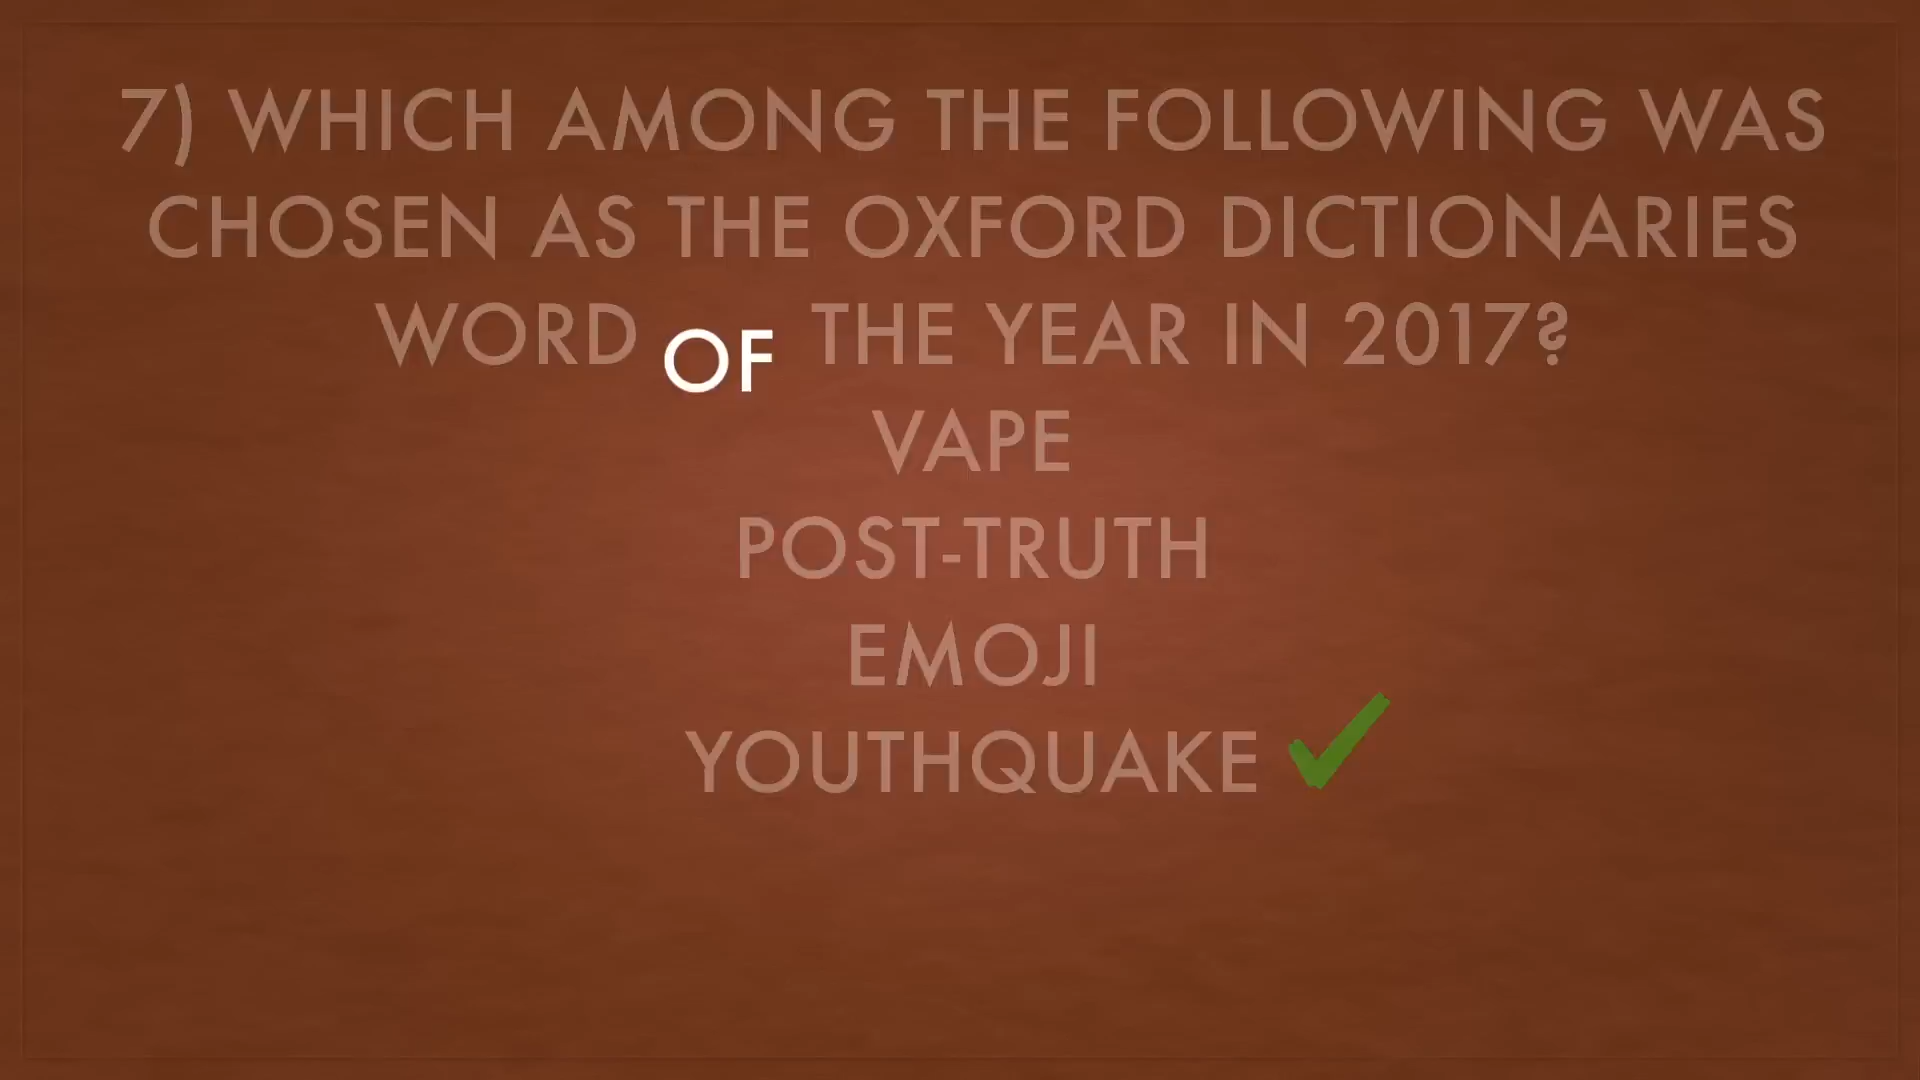 7) WHICH AMONG THE FOLLOWING WAS
CHOSEN AS THE OXFORD DICTIONARIES
WORD OF THE YEAR IN 2017?
VAPE
POST-TRUTH
EMOJI
YOUTHQUAKE